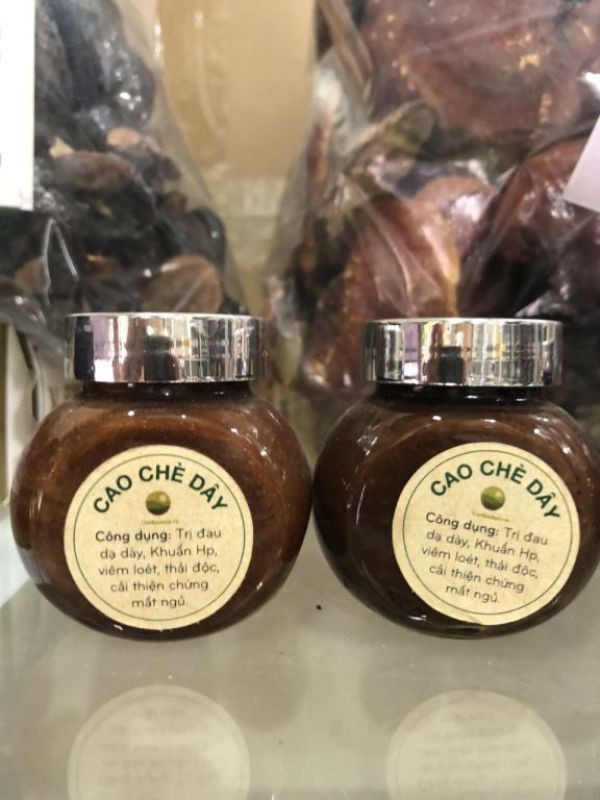 CAO CHÈ DÂY
Công dụng: Trị đau
dạ dày, Khuẩn Hp,
viêm loét, thải độc,
cải thiện chứng
mất ngủ.
CAO CHÈ DÂY
Công dụng: Trị đau
dạ dày, Khuẩn Hp,
viêm loét, thải độc,
cải thiện chứng
mất ngủ.